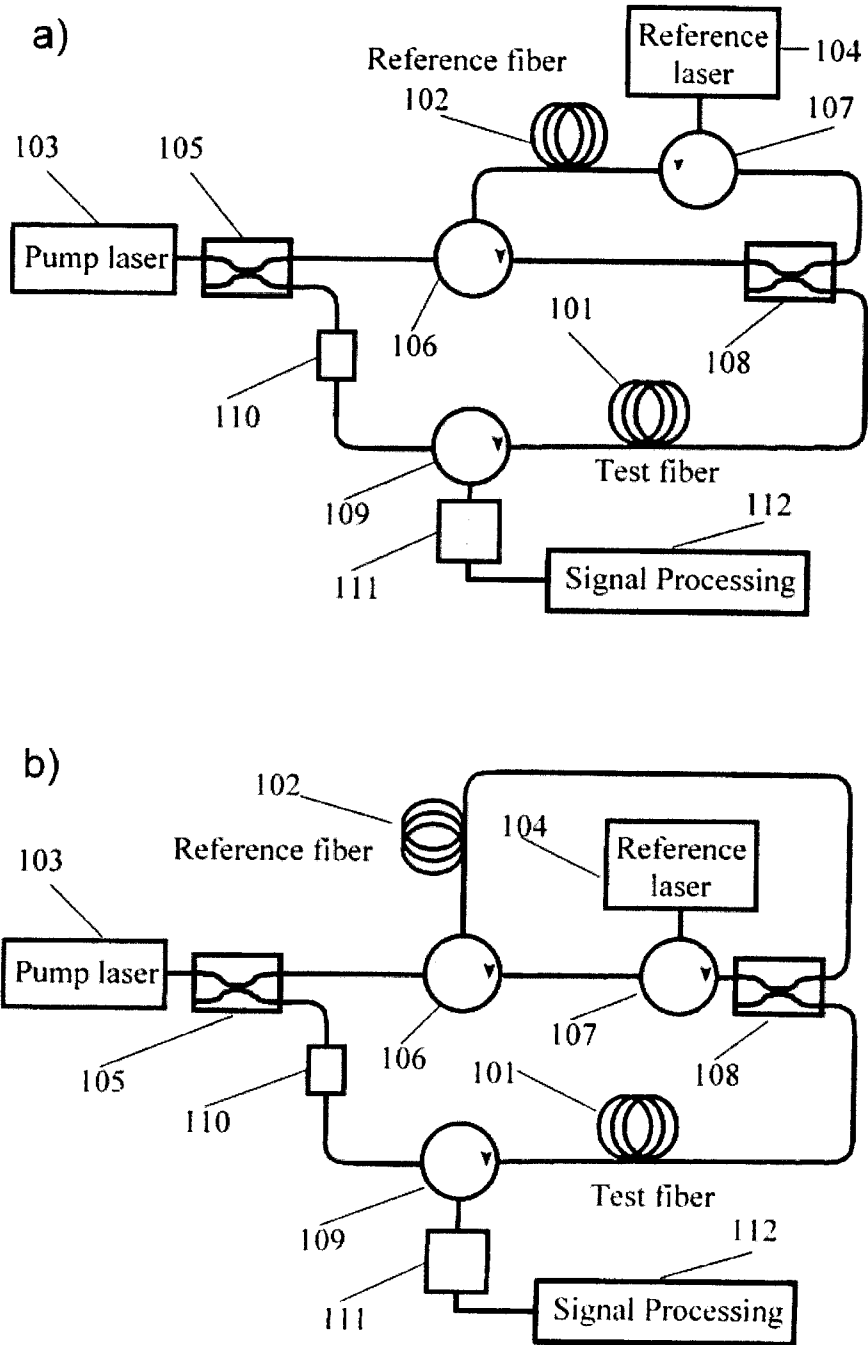 a)
Reference fiber
102
Reference
laser
104
107
103
105
Pump laser
106
101
108
110
Test fiber
109
112
111
Signal Processing
b)
102
Reference fiber
104
Reference
laser
103
Pump laser
105
106
107
108
101
110
Test fiber
109
112
111
Signal Processing